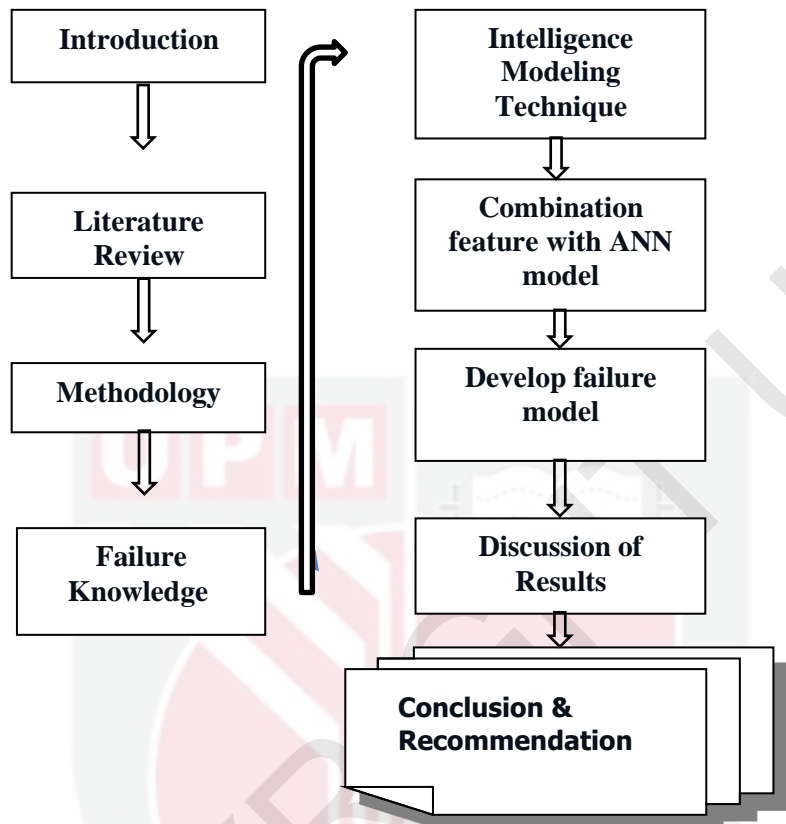 Introduction
Literature
Review
Methodology
Failure
Knowledge
Intelligence
Modeling
Technique
Combination
feature with ANN
model
Develop failure
model
Discussion of
Results
Conclusion &
Recommendation
UPM